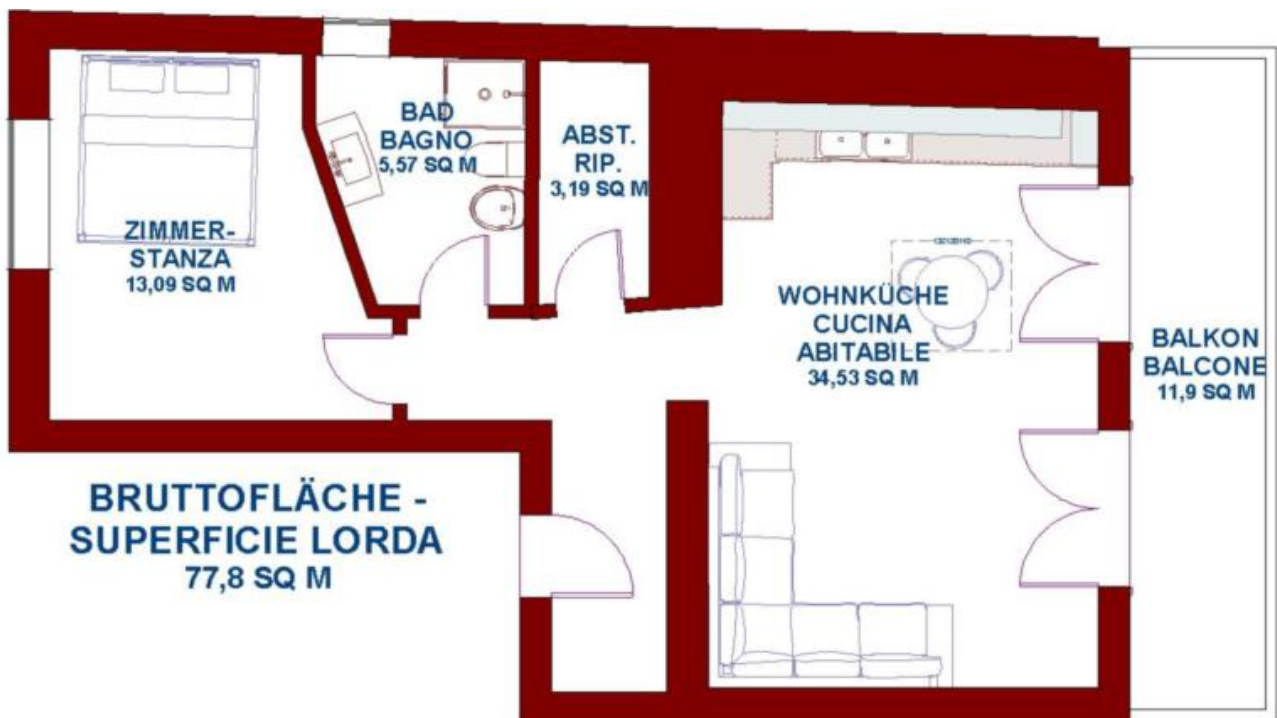 BAD
BAGNO
5,57 SQ M
ABST.
RIP.
3,19 SQ M
ZIMMER-
STANZA
13,09 SQ M
WOHNKÜCHE
CUCINA
ABITABILE
34,53 SQ M
BALKON
BALCONE
11,9 SQ M
BRUTTOFLÄCHE -
SUPERFICIE LORDA
77,8 SQ M